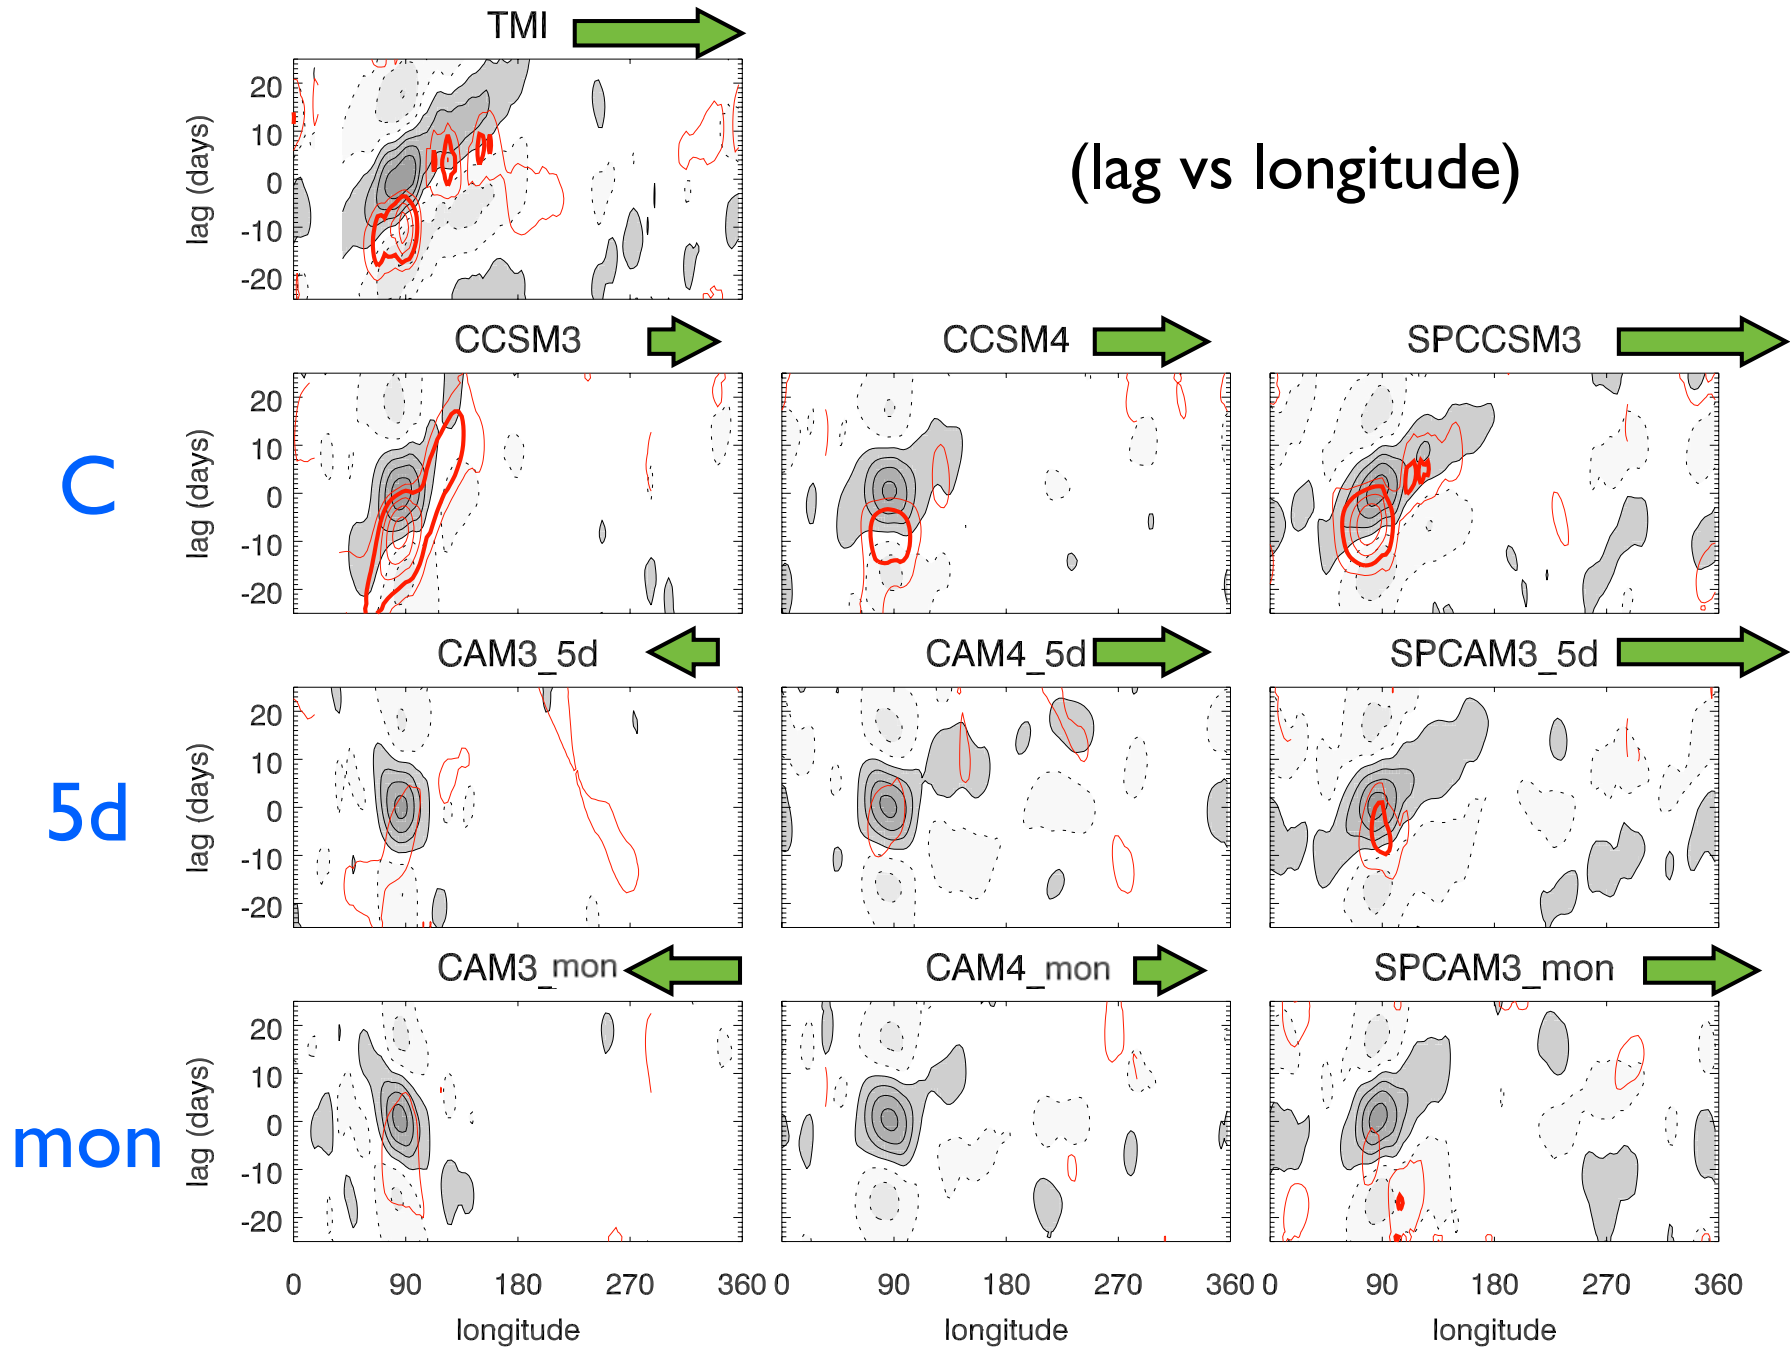 TMI
20
10
0
-10
-20
lag (days)
(lag vs longitude)
CCSM3
CCSM4
SPCCSM3
C
20
10
0
-10
-20
lag (days)
CAM3_5d
CAM4_5d
SPCAM3_5d
5d
20
10
0
-10
-20
lag (days)
CAM3_mon
CAM4_mon
SPCAM3_mon
mon
20
10
0
-10
-20
lag (days)
0 90 180 270 360 0 90 180 270 360 0 90 180 270 360
longitude longitude longitude